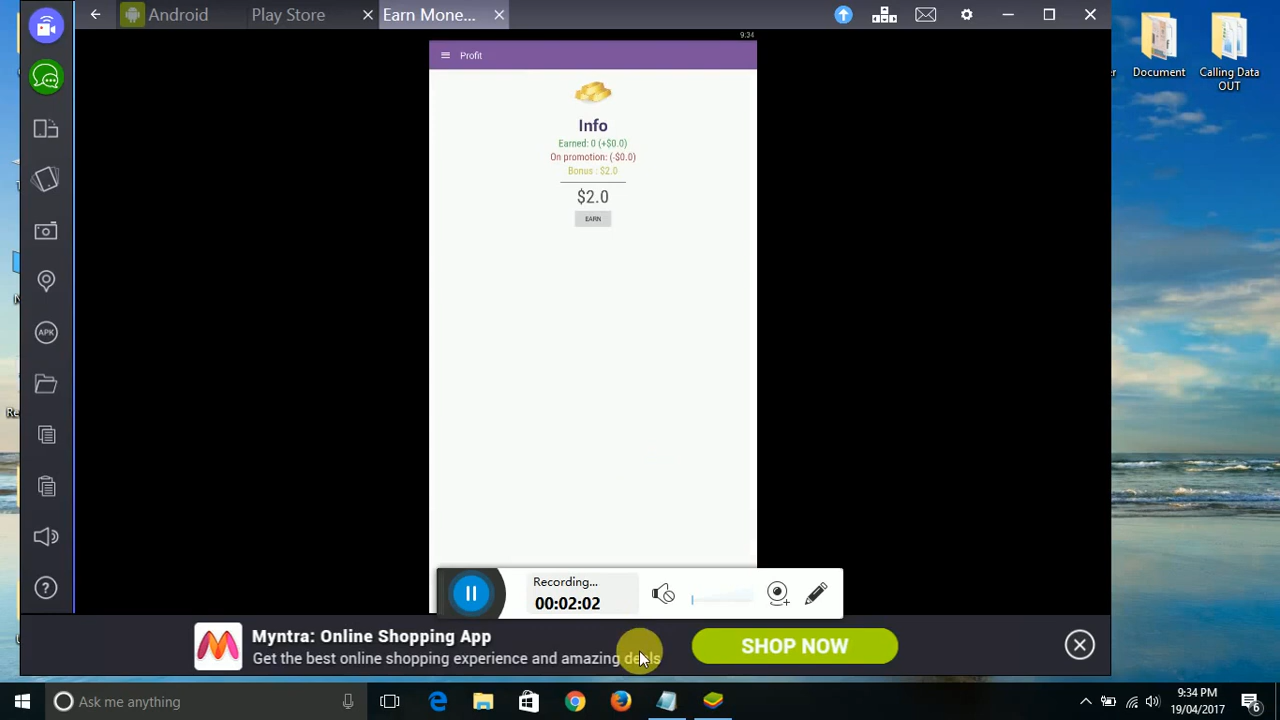 Android
Play Store
Earn Mone...
9:34
Profit
Info
Earned: 0 (+$0.0)
On promotion: (-$0.0)
Bonus : $2.0
$2.0
EARN
Document
Calling Data
OUT
APK
Recording...
00:02:02
Myntra: Online Shopping App
Get the best online shopping experience and amazing deals
SHOP NOW
Ask me anything
9:34 PM
19/04/2017
6